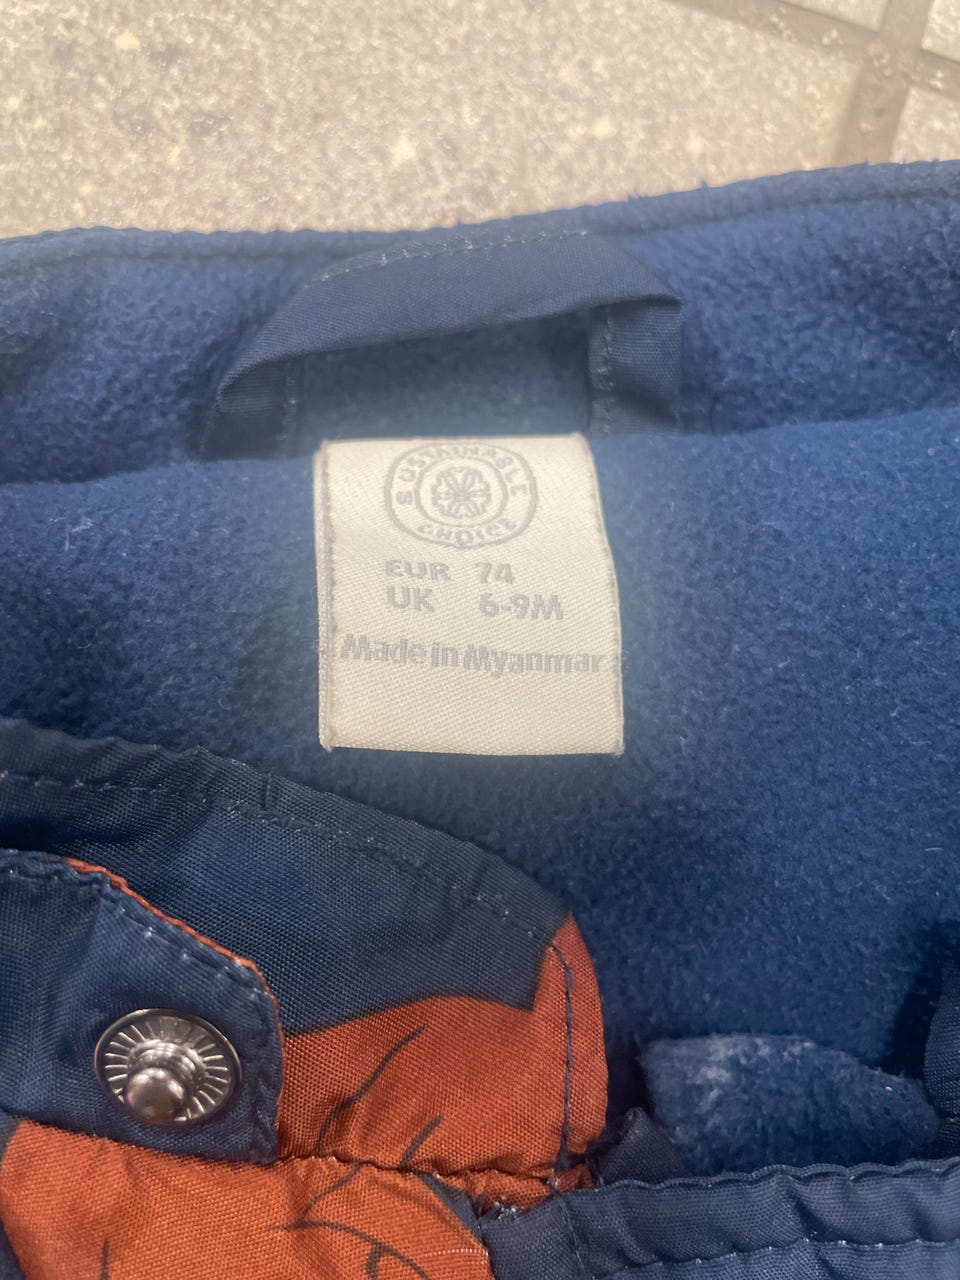 SUSTAINABLE
CHOICE
EUR 74
UK 6-9M
Made in Myanmar